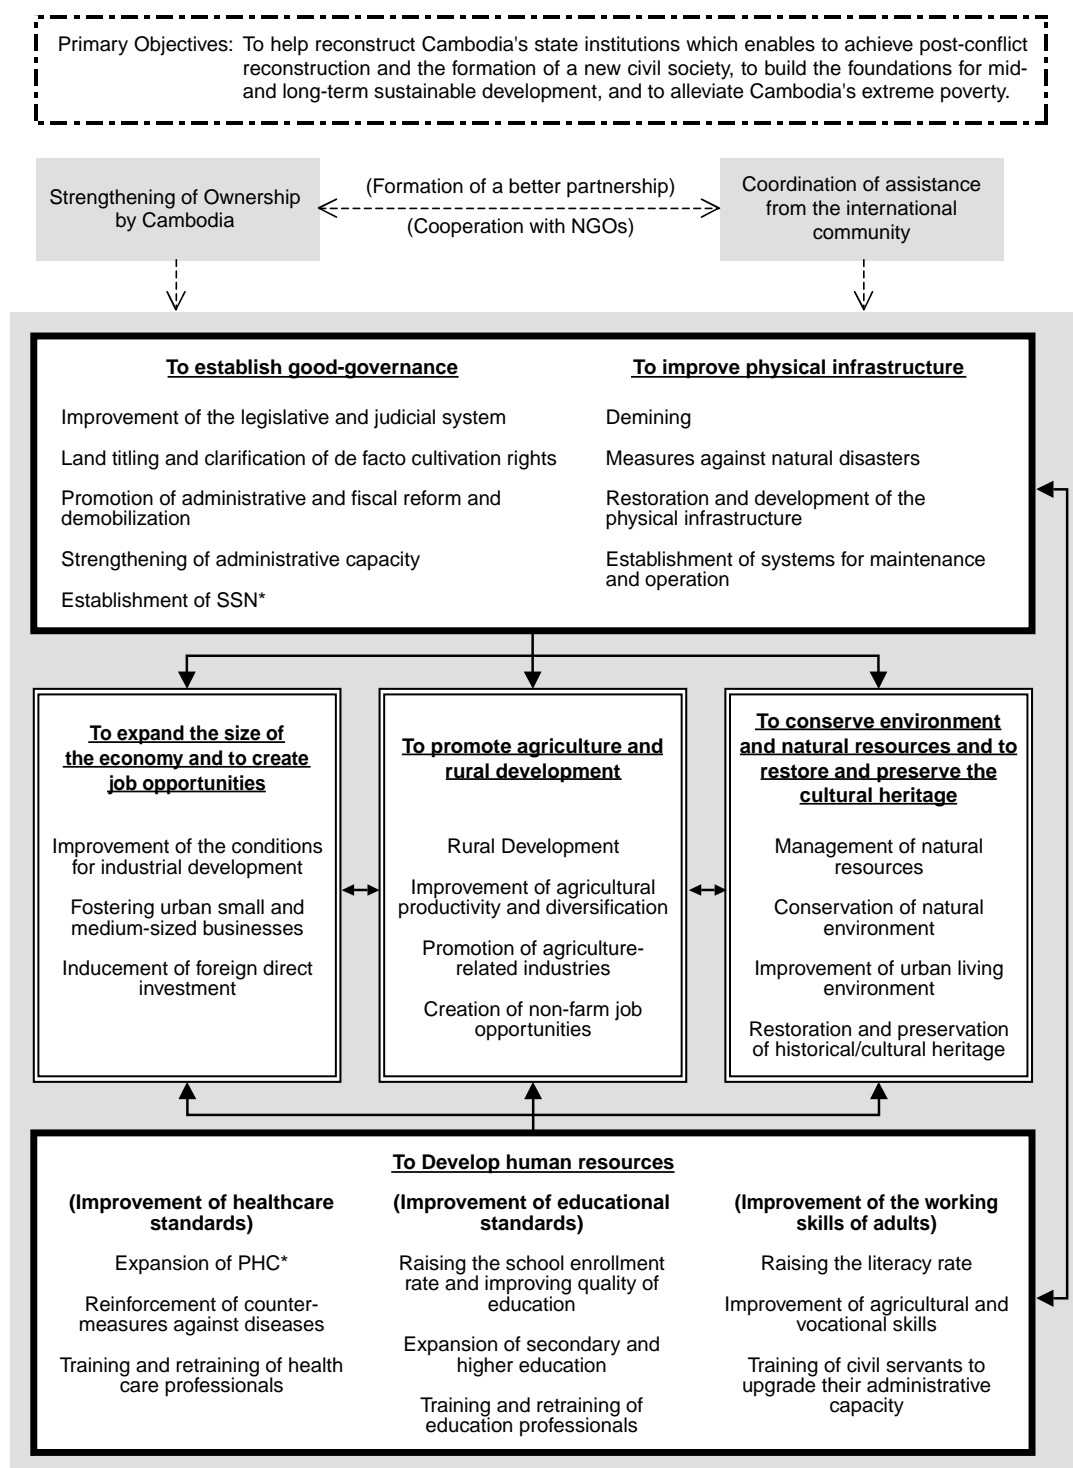 Primary Objectives: To help reconstruct Cambodia's state institutions which enables to achieve post-conflict
reconstruction and the formation of a new civil society, to build the foundations for mid-
and long-term sustainable development, and to alleviate Cambodia's extreme poverty.
Strengthening of Ownership
by Cambodia
(Formation of a better partnership)
(Cooperation with NGOs)
Coordination of assistance
from the international
community
To establish good-governance
Improvement of the legislative and judicial system
Land titling and clarification of de facto cultivation rights
Promotion of administrative and fiscal reform and
demobilization
Strengthening of administrative capacity
Establishment of SSN*
To improve physical infrastructure
Demining
Measures against natural disasters
Restoration and development of the
physical infrastructure
Establishment of systems for maintenance
and operation
To expand the size of
the economy and to create
job opportunities
Improvement of the conditions
for industrial development
Fostering urban small and
medium-sized businesses
Inducement of foreign direct
investment
To promote agriculture and
rural development
Rural Development
Improvement of agricultural
productivity and diversification
Promotion of agriculture-
related industries
Creation of non-farm job
opportunities
To conserve environment
and natural resources and to
restore and preserve the
cultural heritage
Management of natural
resources
Conservation of natural
environment
Improvement of urban living
environment
Restoration and preservation
of historical/cultural heritage
To Develop human resources
(Improvement of healthcare
standards)
Expansion of PHC*
Reinforcement of counter-
measures against diseases
Training and retraining of health
care professionals
(Improvement of educational
standards)
Raising the school enrollment
rate and improving quality of
education
Expansion of secondary and
higher education
Training and retraining of
education professionals
(Improvement of the working
skills of adults)
Raising the literacy rate
Improvement of agricultural and
vocational skills
Training of civil servants to
upgrade their administrative
capacity